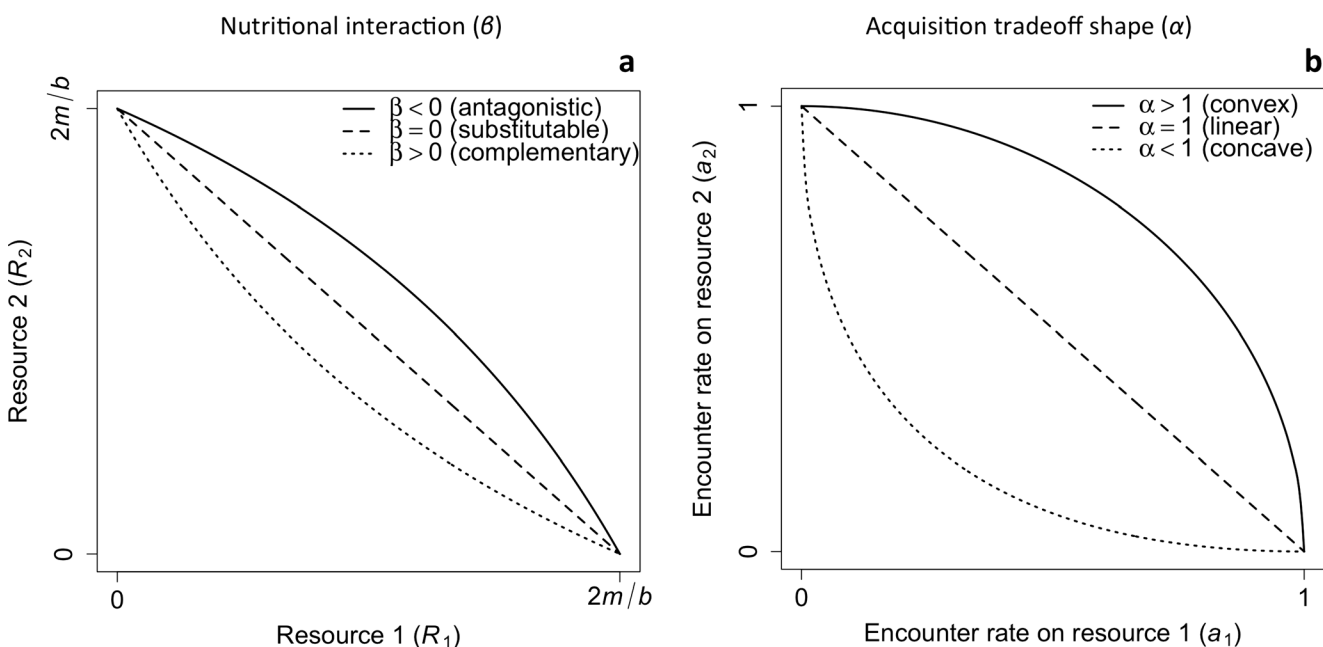 Nutritional interaction (β)
a
β < 0 (antagonistic)
β = 0 (substitutable)
β > 0 (complementary)
Resource 2 (R₂)
2m/b
0
0
2m/b
Resource 1 (R₁)
Acquisition tradeoff shape (α)
b
α > 1 (convex)
α = 1 (linear)
α < 1 (concave)
Encounter rate on resource 2 (a₂)
1
0
0
1
Encounter rate on resource 1 (a₁)